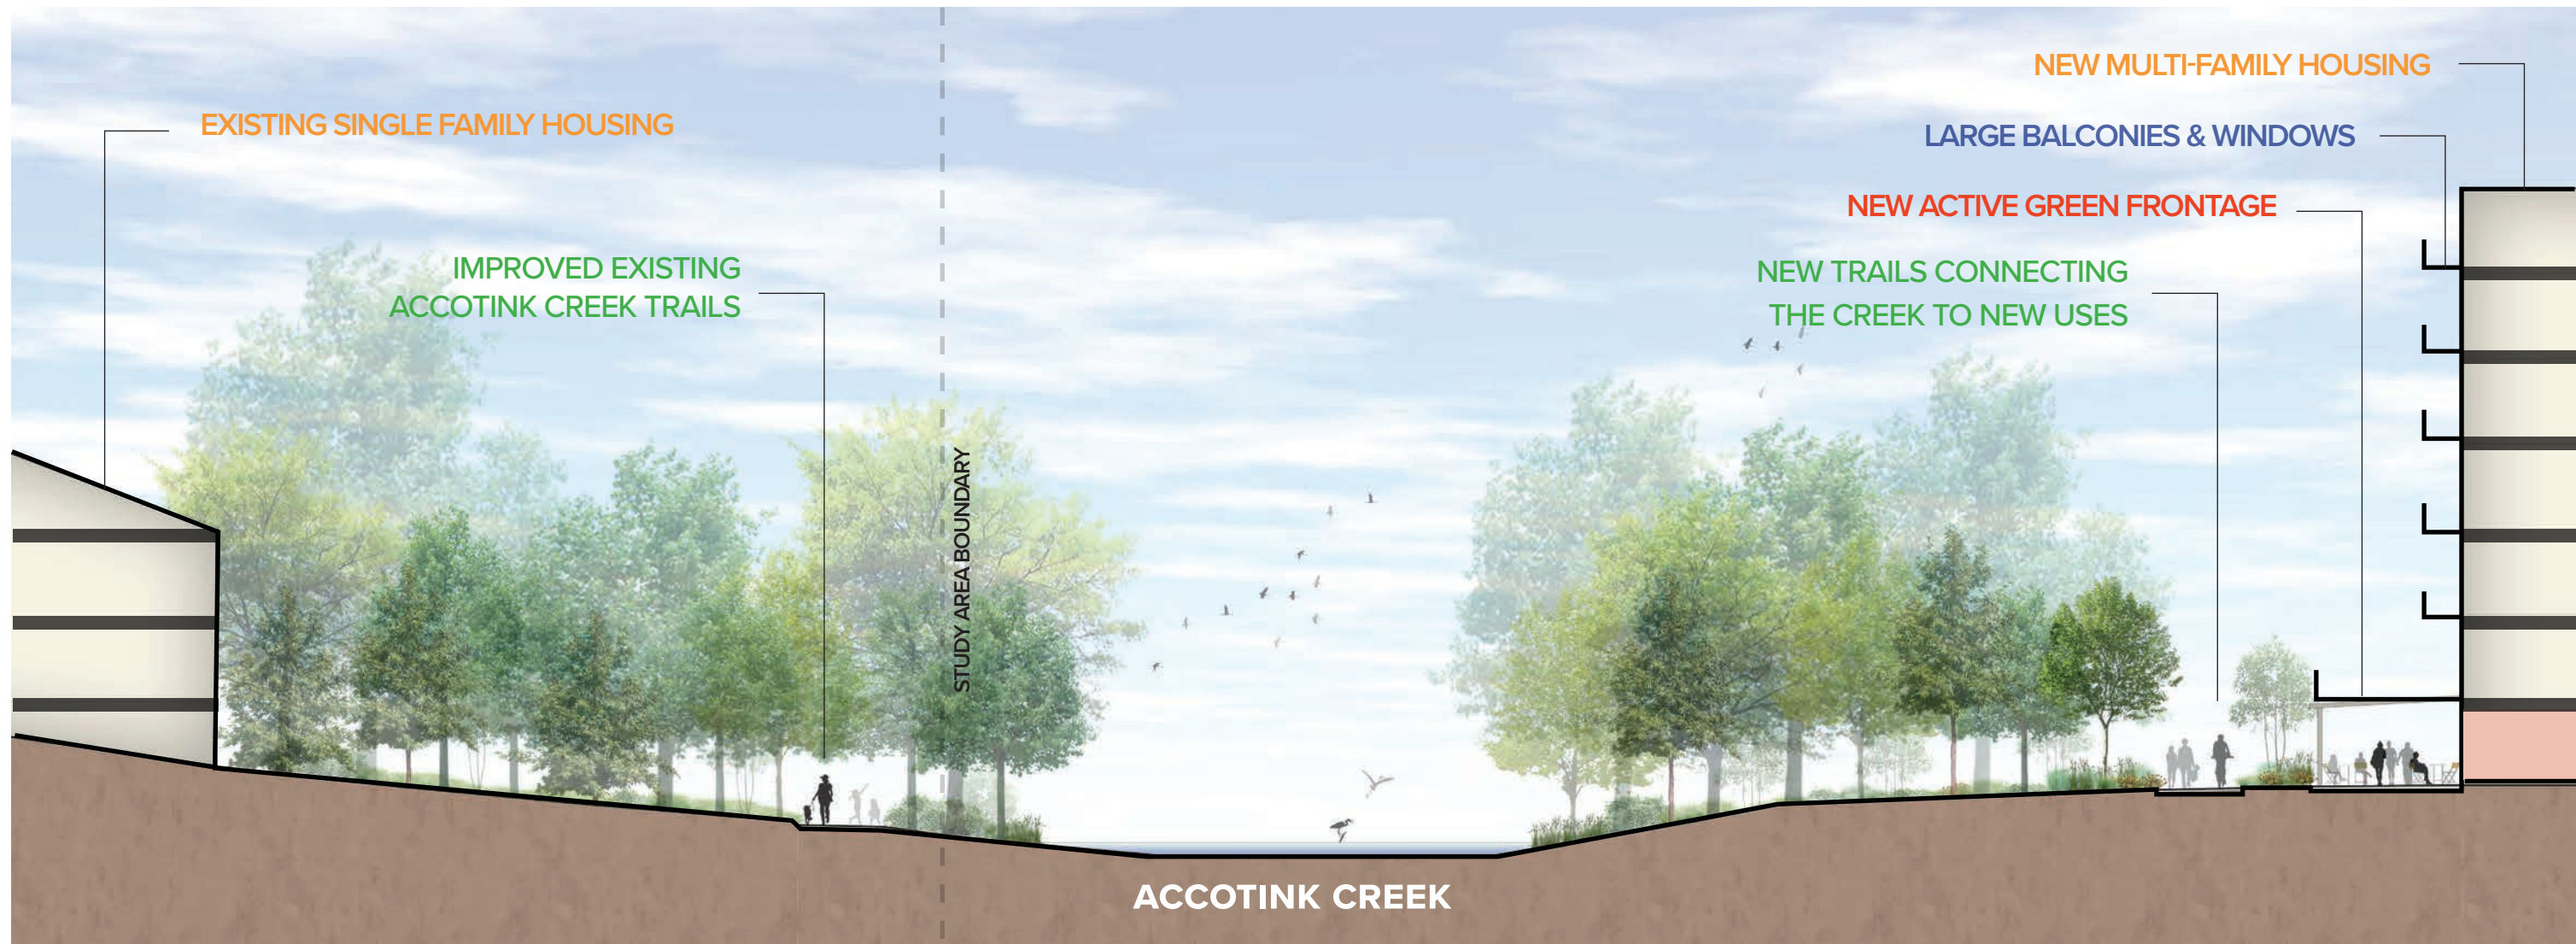 NEW MULTI-FAMILY HOUSING
EXISTING SINGLE FAMILY HOUSING
LARGE BALCONIES & WINDOWS
NEW ACTIVE GREEN FRONTAGE
IMPROVED EXISTING
ACCOTINK CREEK TRAILS
NEW TRAILS CONNECTING
THE CREEK TO NEW USES
STUDY AREA BOUNDARY
ACCOTINK CREEK